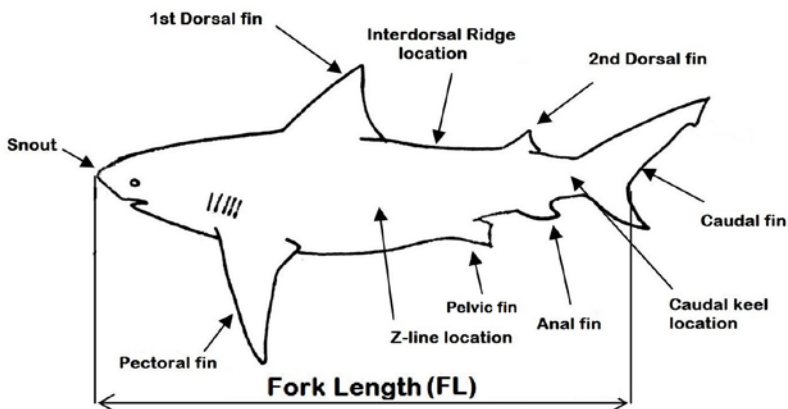 1st Dorsal fin
Interdorsal Ridge
location
2nd Dorsal fin
Snout
Caudal fin
Pelvic fin
Anal fin
Caudal keel
location
Z-line location
Pectoral fin
Fork Length (FL)